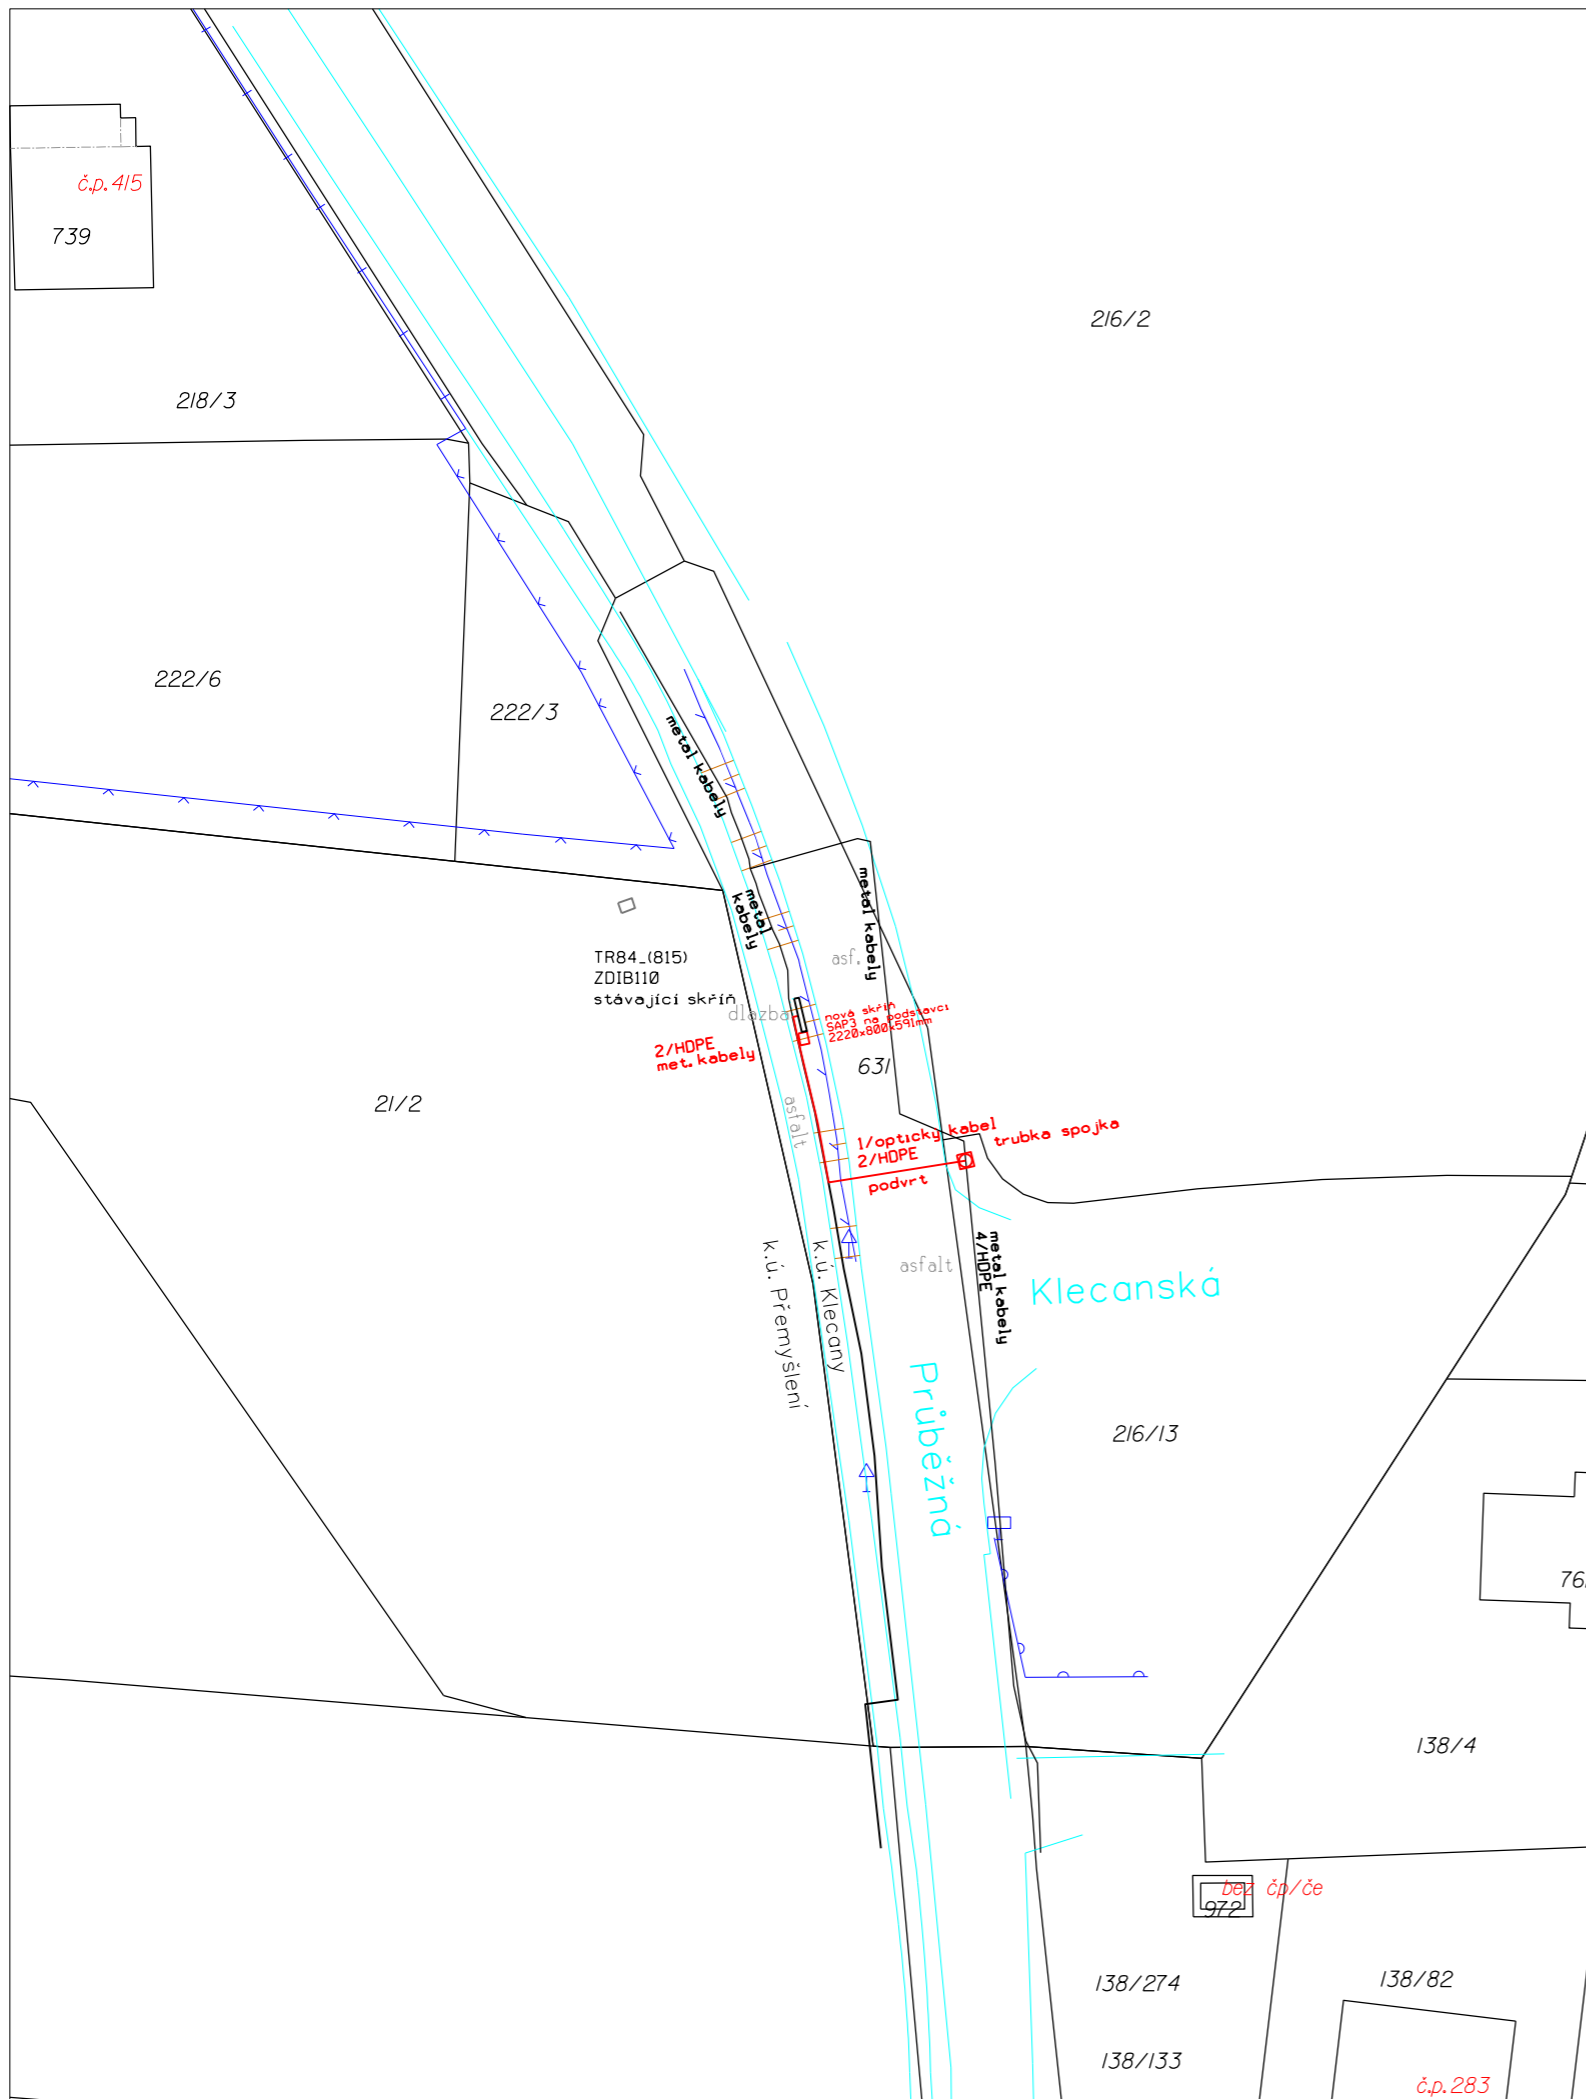 č.p.415
739
216/2
218/3
222/6
222/3
metal kabely
metal
kabely
metal kabely
asf.
TR84_(815)
ZDIB110
stávající skříň
dlazba
nová skříň
SAP3 na podstavci
2220x800x591mm
2/HDPE
met. kabely
631
21/2
asfalt
1/opticky kabel
2/HDPE
trubka spojka
podvrt
metal kabely
4/HDPE
k.ú. Přemyšlení
k.ú. Klecany
asfalt
Klecanská
Průběžná
216/13
138/4
bez čp/če
972
138/274
138/82
138/133
č.p.283